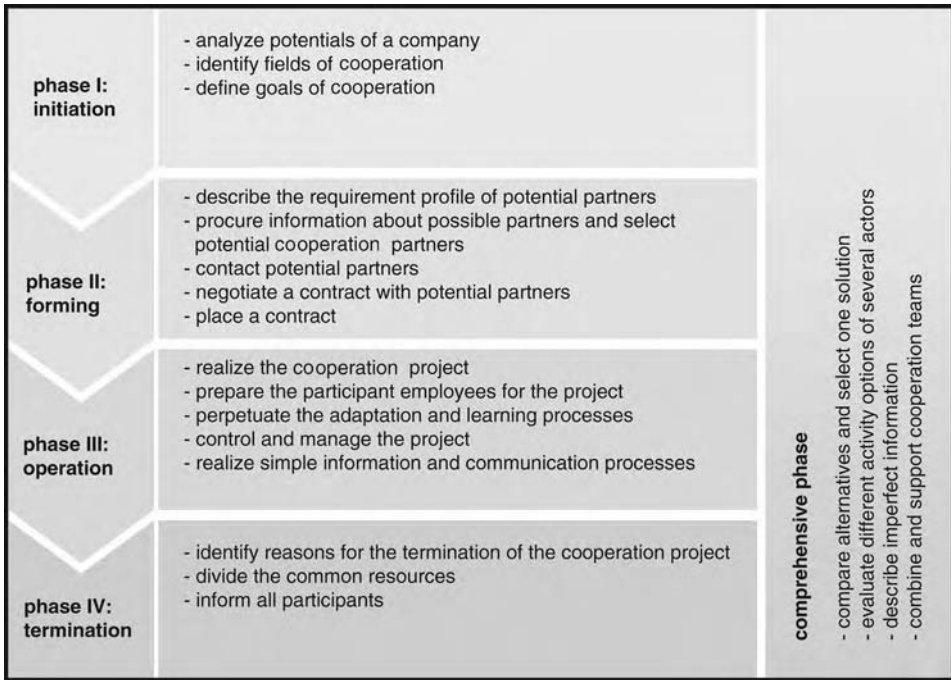 phase I:
initiation
- analyze potentials of a company
- identify fields of cooperation
- define goals of cooperation
phase II:
forming
- describe the requirement profile of potential partners
- procure information about possible partners and select
potential cooperation partners
- contact potential partners
- negotiate a contract with potential partners
- place a contract
phase III:
operation
- realize the cooperation project
- prepare the participant employees for the project
- perpetuate the adaptation and learning processes
- control and manage the project
- realize simple information and communication processes
phase IV:
termination
- identify reasons for the termination of the cooperation project
- divide the common resources
- inform all participants
comprehensive phase
- compare alternatives and select one solution
- evaluate different activity options of several actors
- describe imperfect information
- combine and support cooperation teams